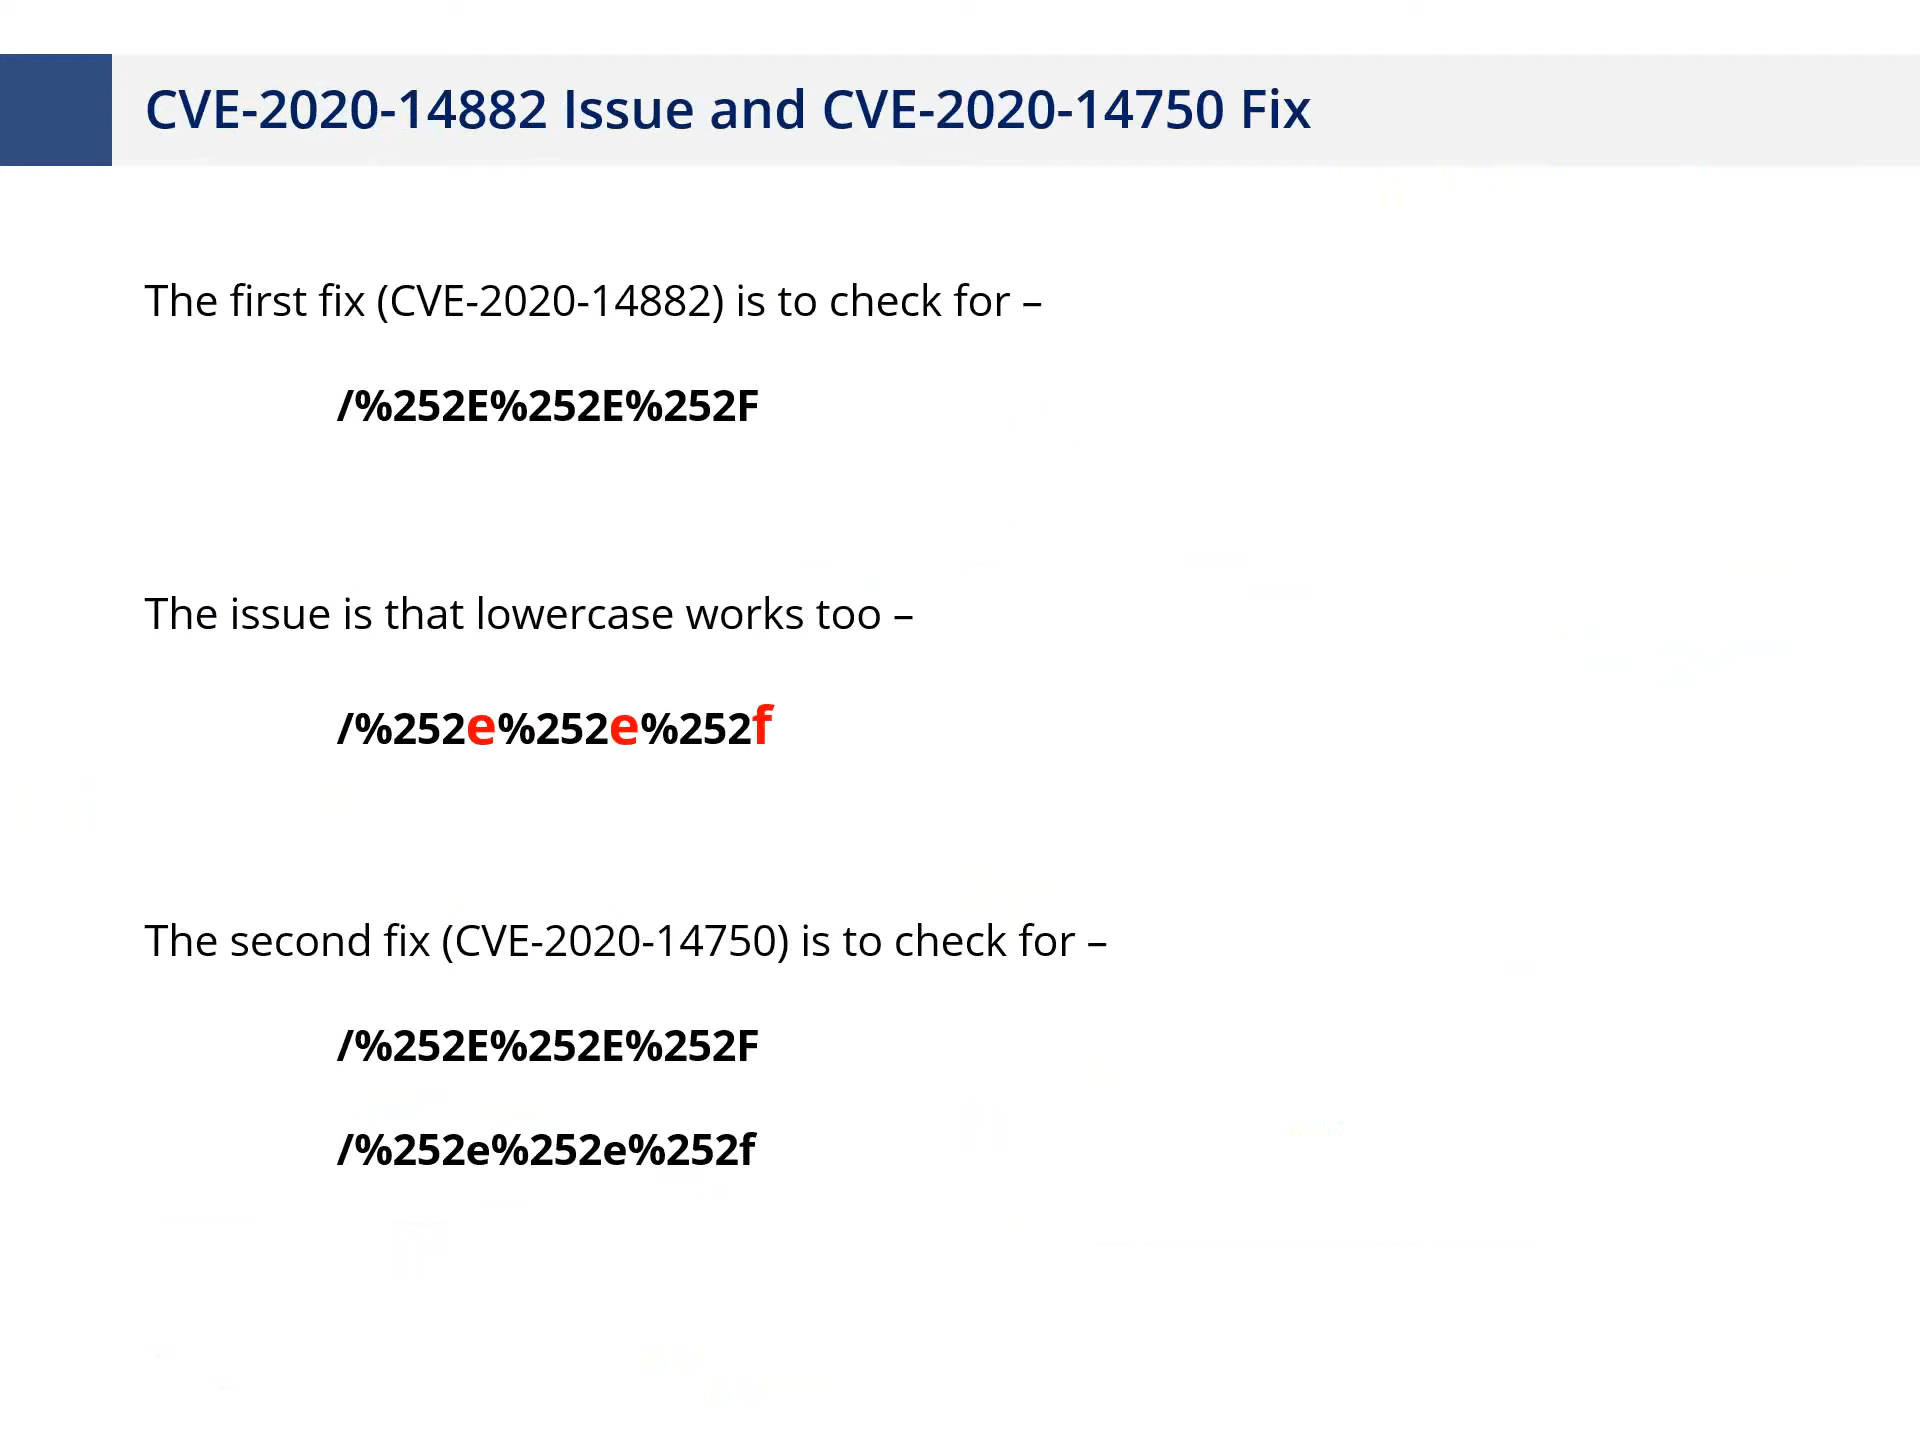 CVE-2020-14882 Issue and CVE-2020-14750 Fix
The first fix (CVE-2020-14882) is to check for –
/%252E%252E%252F
The issue is that lowercase works too –
/%252e%252e%252f
The second fix (CVE-2020-14750) is to check for –
/%252E%252E%252F
/%252e%252e%252f